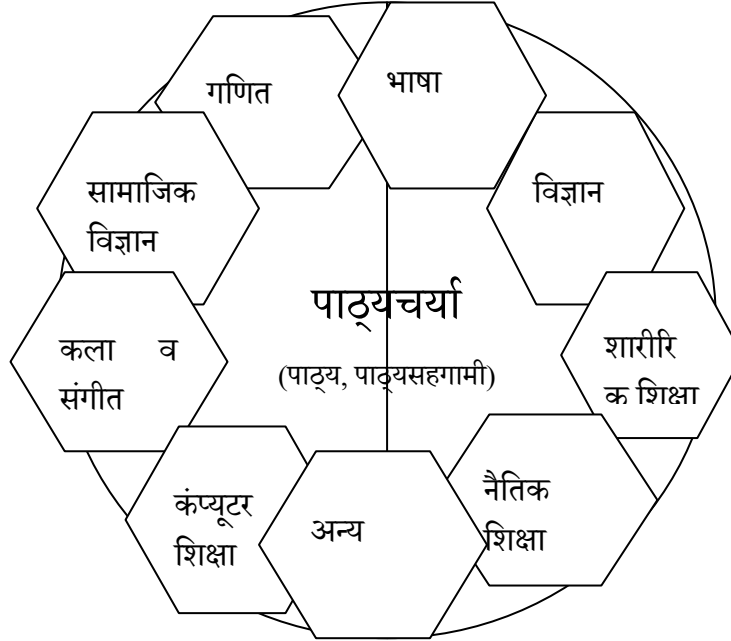 गणित
भाषा
सामाजिक
विज्ञान
विज्ञान
पाठ्यचर्या
(पाठ्य, पाठ्यसहगामी)
कला व
संगीत
शारीरि
क शिक्षा
कंप्यूटर
शिक्षा
अन्य
नैतिक
शिक्षा